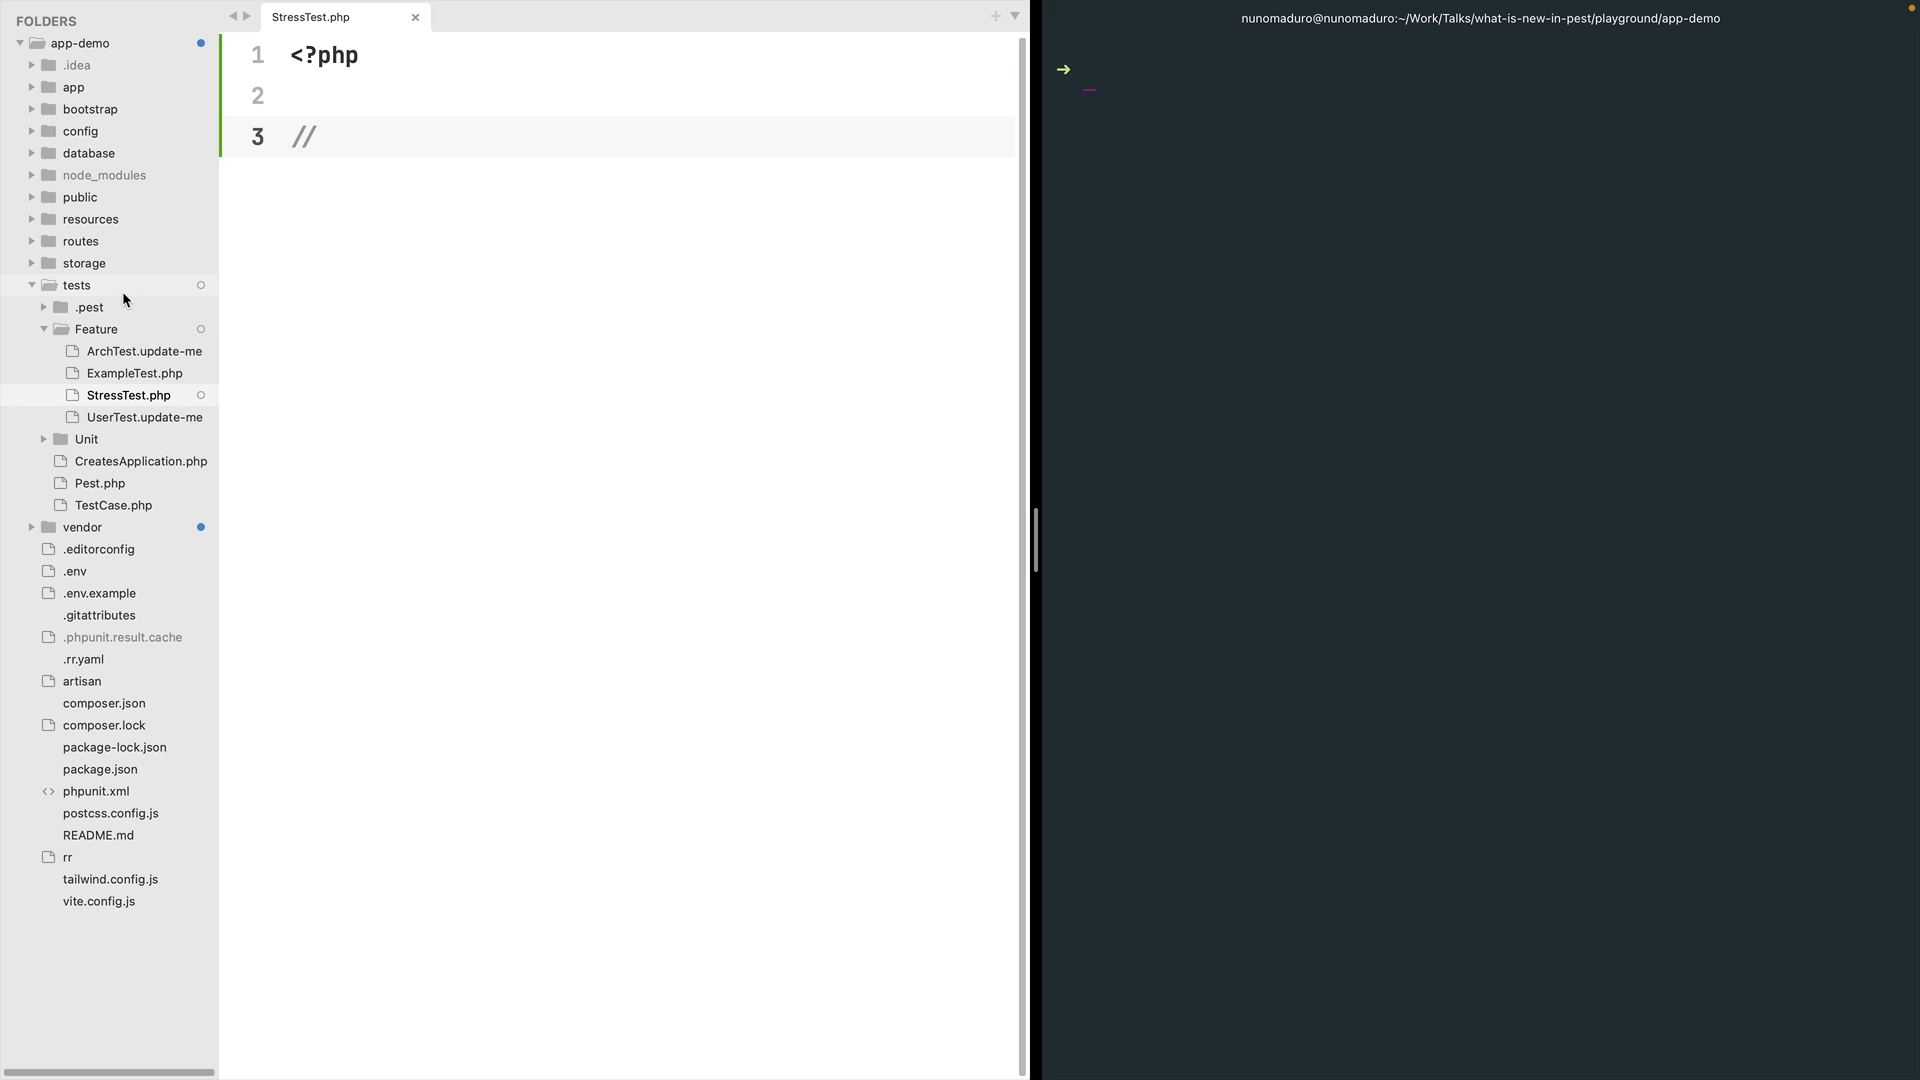 FOLDERS
app-demo
.idea
app
bootstrap
config
database
node_modules
public
resources
routes
storage
tests
.pest
Feature
ArchTest.update-me
ExampleTest.php
StressTest.php
UserTest.update-me
Unit
CreatesApplication.php
Pest.php
TestCase.php
vendor
.editorconfig
.env
.env.example
.gitattributes
.phpunit.result.cache
.rr.yaml
artisan
composer.json
composer.lock
package-lock.json
package.json
phpunit.xml
postcss.config.js
README.md
rr
tailwind.config.js
vite.config.js
StressTest.php
1 <?php
2
3 //
nunomaduro@nunomaduro:~/Work/Talks/what-is-new-in-pest/playground/app-demo
➜
_